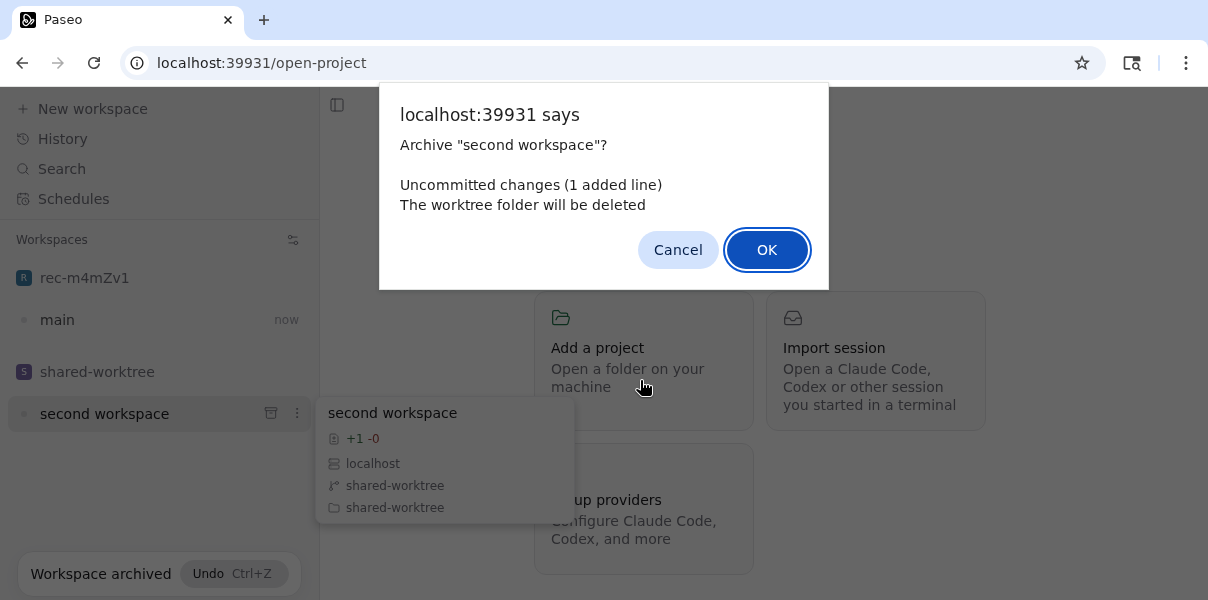 Paseo
localhost:39931/open-project
New workspace
History
Search
Schedules
Workspaces
R rec-m4mZv1
main now
S shared-worktree
second workspace
localhost:39931 says
Archive "second workspace"?
Uncommitted changes (1 added line)
The worktree folder will be deleted
Cancel OK
Add a project
Open a folder on your
machine
Import session
Open a Claude Code,
Codex or other session
you started in a terminal
second workspace
+1 -0
localhost
shared-worktree
shared-worktree
up providers
Configure Claude Code,
Codex, and more
Workspace archived Undo Ctrl+Z